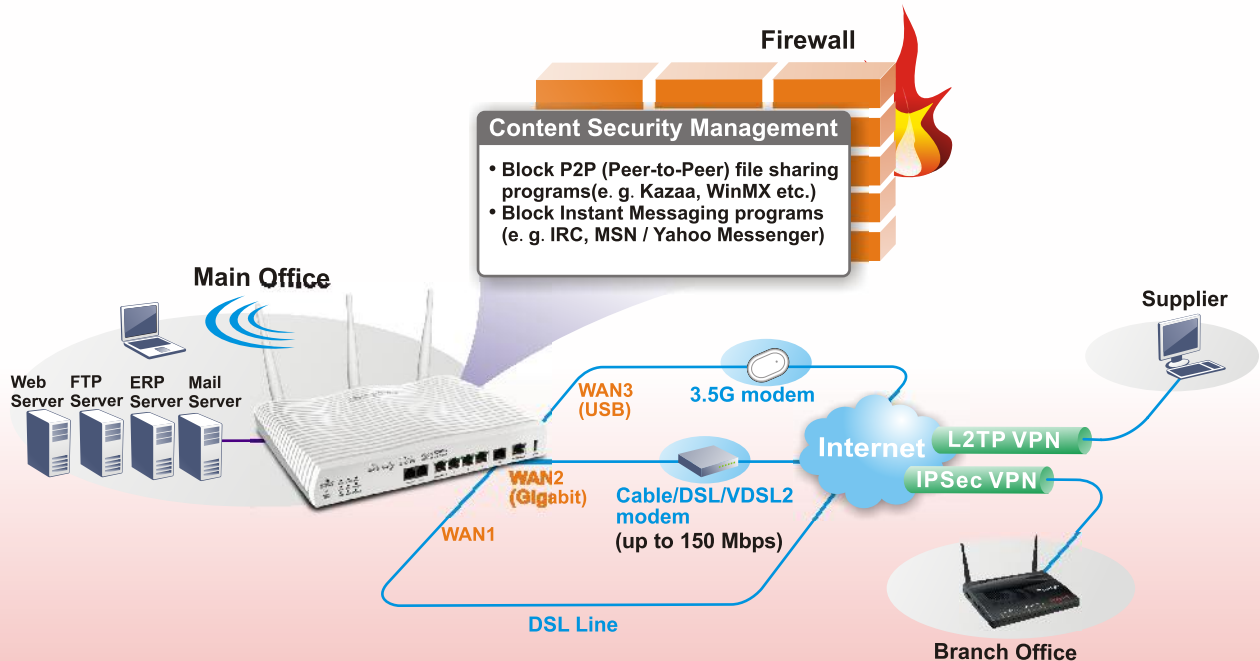 Firewall
Content Security Management
• Block P2P (Peer-to-Peer) file sharing
programs(e. g. Kazaa, WinMX etc.)
• Block Instant Messaging programs
(e. g. IRC, MSN / Yahoo Messenger)
Main Office
Supplier
Web
Server
FTP
Server
ERP
Server
Mail
Server
WAN3
(USB)
3.5G modem
Internet
L2TP VPN
IPSec VPN
WAN2
(Gigabit)
Cable/DSL/VDSL2
modem
(up to 150 Mbps)
WAN1
DSL Line
Branch Office